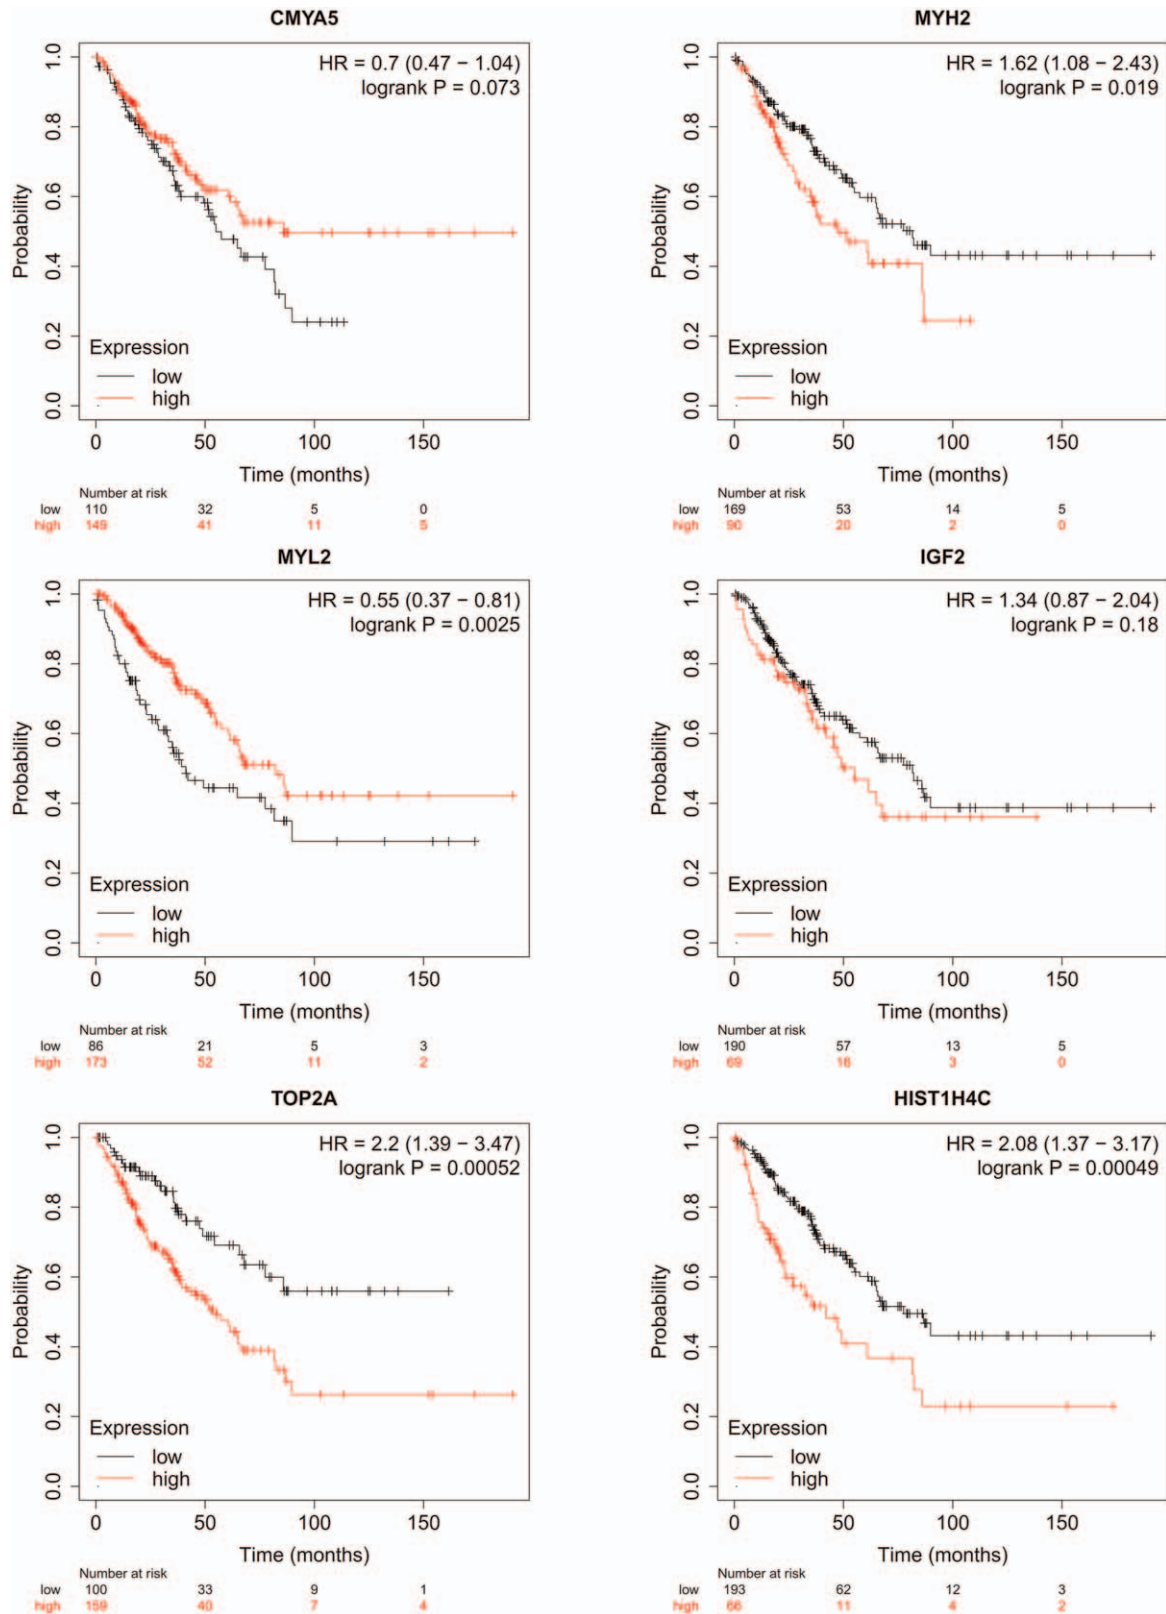 CMYA5
HR = 0.7 (0.47 − 1.04)
logrank P = 0.073
Probability
1.0
0.8
0.6
0.4
0.2
0.0
Expression
low
high
0 50 100 150
Time (months)
Number at risk
low 110 32 5 0
high 149 41 11 5
MYH2
HR = 1.62 (1.08 − 2.43)
logrank P = 0.019
Probability
1.0
0.8
0.6
0.4
0.2
0.0
Expression
low
high
0 50 100 150
Time (months)
Number at risk
low 169 53 14 5
high 90 20 2 0
MYL2
HR = 0.55 (0.37 − 0.81)
logrank P = 0.0025
Probability
1.0
0.8
0.6
0.4
0.2
0.0
Expression
low
high
0 50 100 150
Time (months)
Number at risk
low 86 21 5 3
high 173 52 11 2
IGF2
HR = 1.34 (0.87 − 2.04)
logrank P = 0.18
Probability
1.0
0.8
0.6
0.4
0.2
0.0
Expression
low
high
0 50 100 150
Time (months)
Number at risk
low 190 57 13 5
high 69 16 3 0
TOP2A
HR = 2.2 (1.39 − 3.47)
logrank P = 0.00052
Probability
1.0
0.8
0.6
0.4
0.2
0.0
Expression
low
high
0 50 100 150
Time (months)
Number at risk
low 100 33 9 1
high 159 40 7 4
HIST1H4C
HR = 2.08 (1.37 − 3.17)
logrank P = 0.00049
Probability
1.0
0.8
0.6
0.4
0.2
0.0
Expression
low
high
0 50 100 150
Time (months)
Number at risk
low 193 62 12 3
high 66 11 4 2